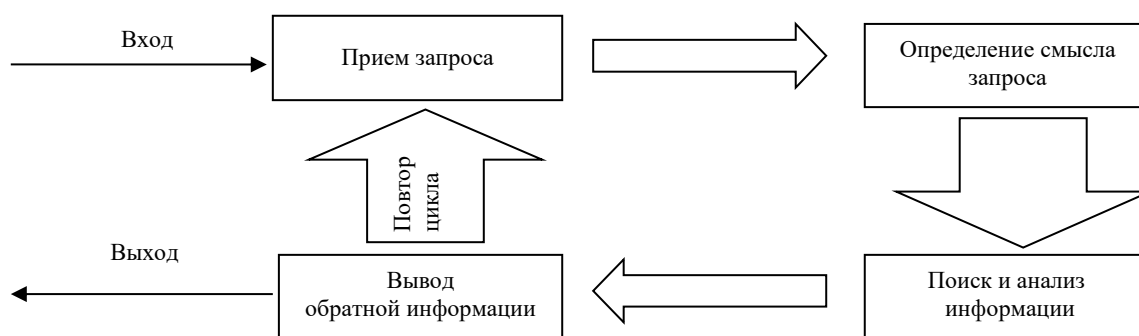 Вход
Прием запроса
Определение смысла
запроса
Повтор
цикла
Выход
Вывод
обратной информации
Поиск и анализ
информации